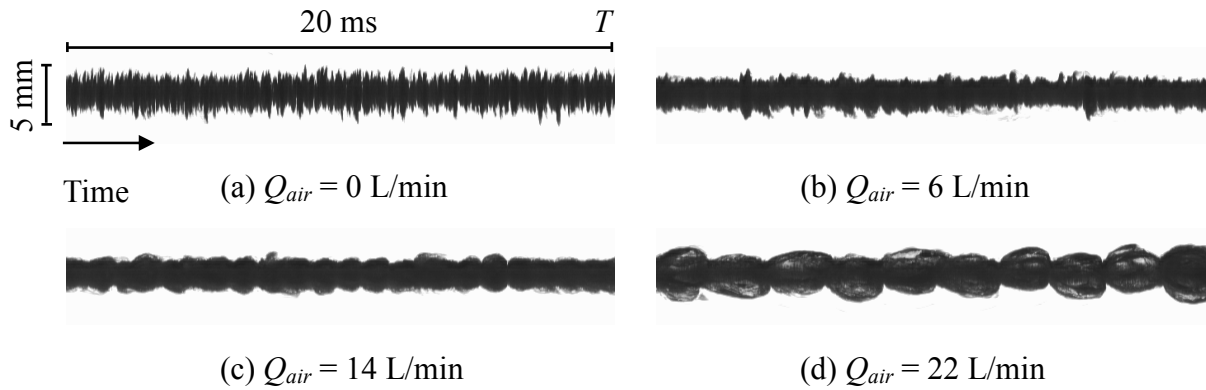 20 ms
T
5 mm
Time
(a) Q_air = 0 L/min
(b) Q_air = 6 L/min
(c) Q_air = 14 L/min
(d) Q_air = 22 L/min